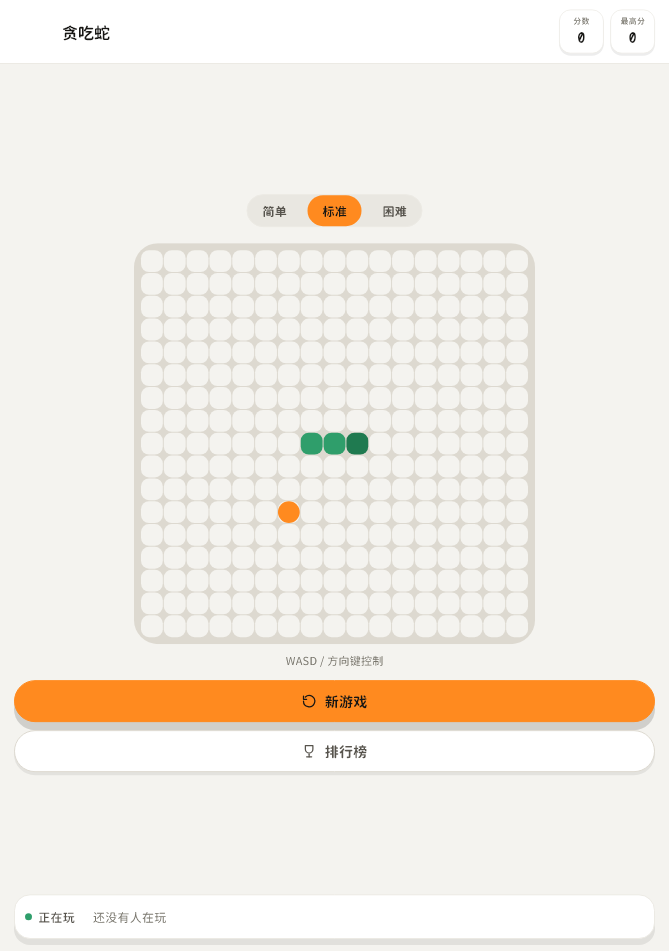 贪吃蛇
分数
0
最高分
0
简单
标准
困难
WASD / 方向键控制
新游戏
排行榜
正在玩 还没有人在玩